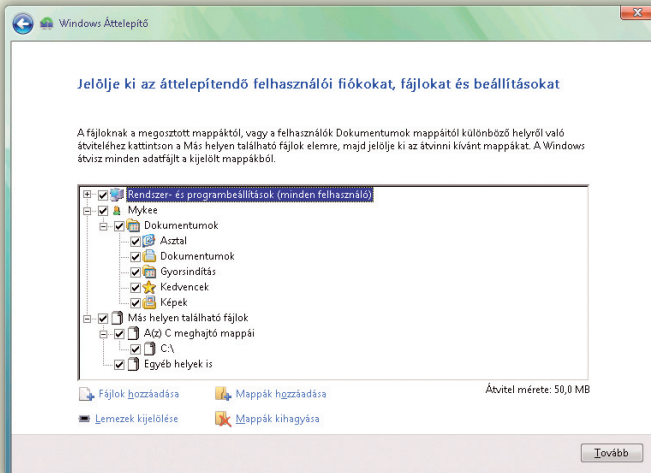 Windows Áttelepítő
Jelölje ki az áttelepítendő felhasználói fiókokat, fájlokat és beállításokat
A fájloknak a megosztott mappáktól, vagy a felhasználók Dokumentumok mappáitól különböző helyről való
átviteléhez kattintson a Más helyen található fájlok elemre, majd jelölje ki az átvinni kívánt mappákat. A Windows
átvisz minden adatfájlt a kijelölt mappákból.
Rendszer- és programbeállítások (minden felhasználó)
Mykee
Dokumentumok
Asztal
Dokumentumok
Gyorsindítás
Kedvencek
Képek
Más helyen található fájlok
A(z) C meghajtó mappái
C:\
Egyéb helyek is
Fájlok hozzáadása
Mappák hozzáadása
Átvitel mérete: 50,0 MB
Lemezek kijelölése
Mappák kihagyása
Tovább